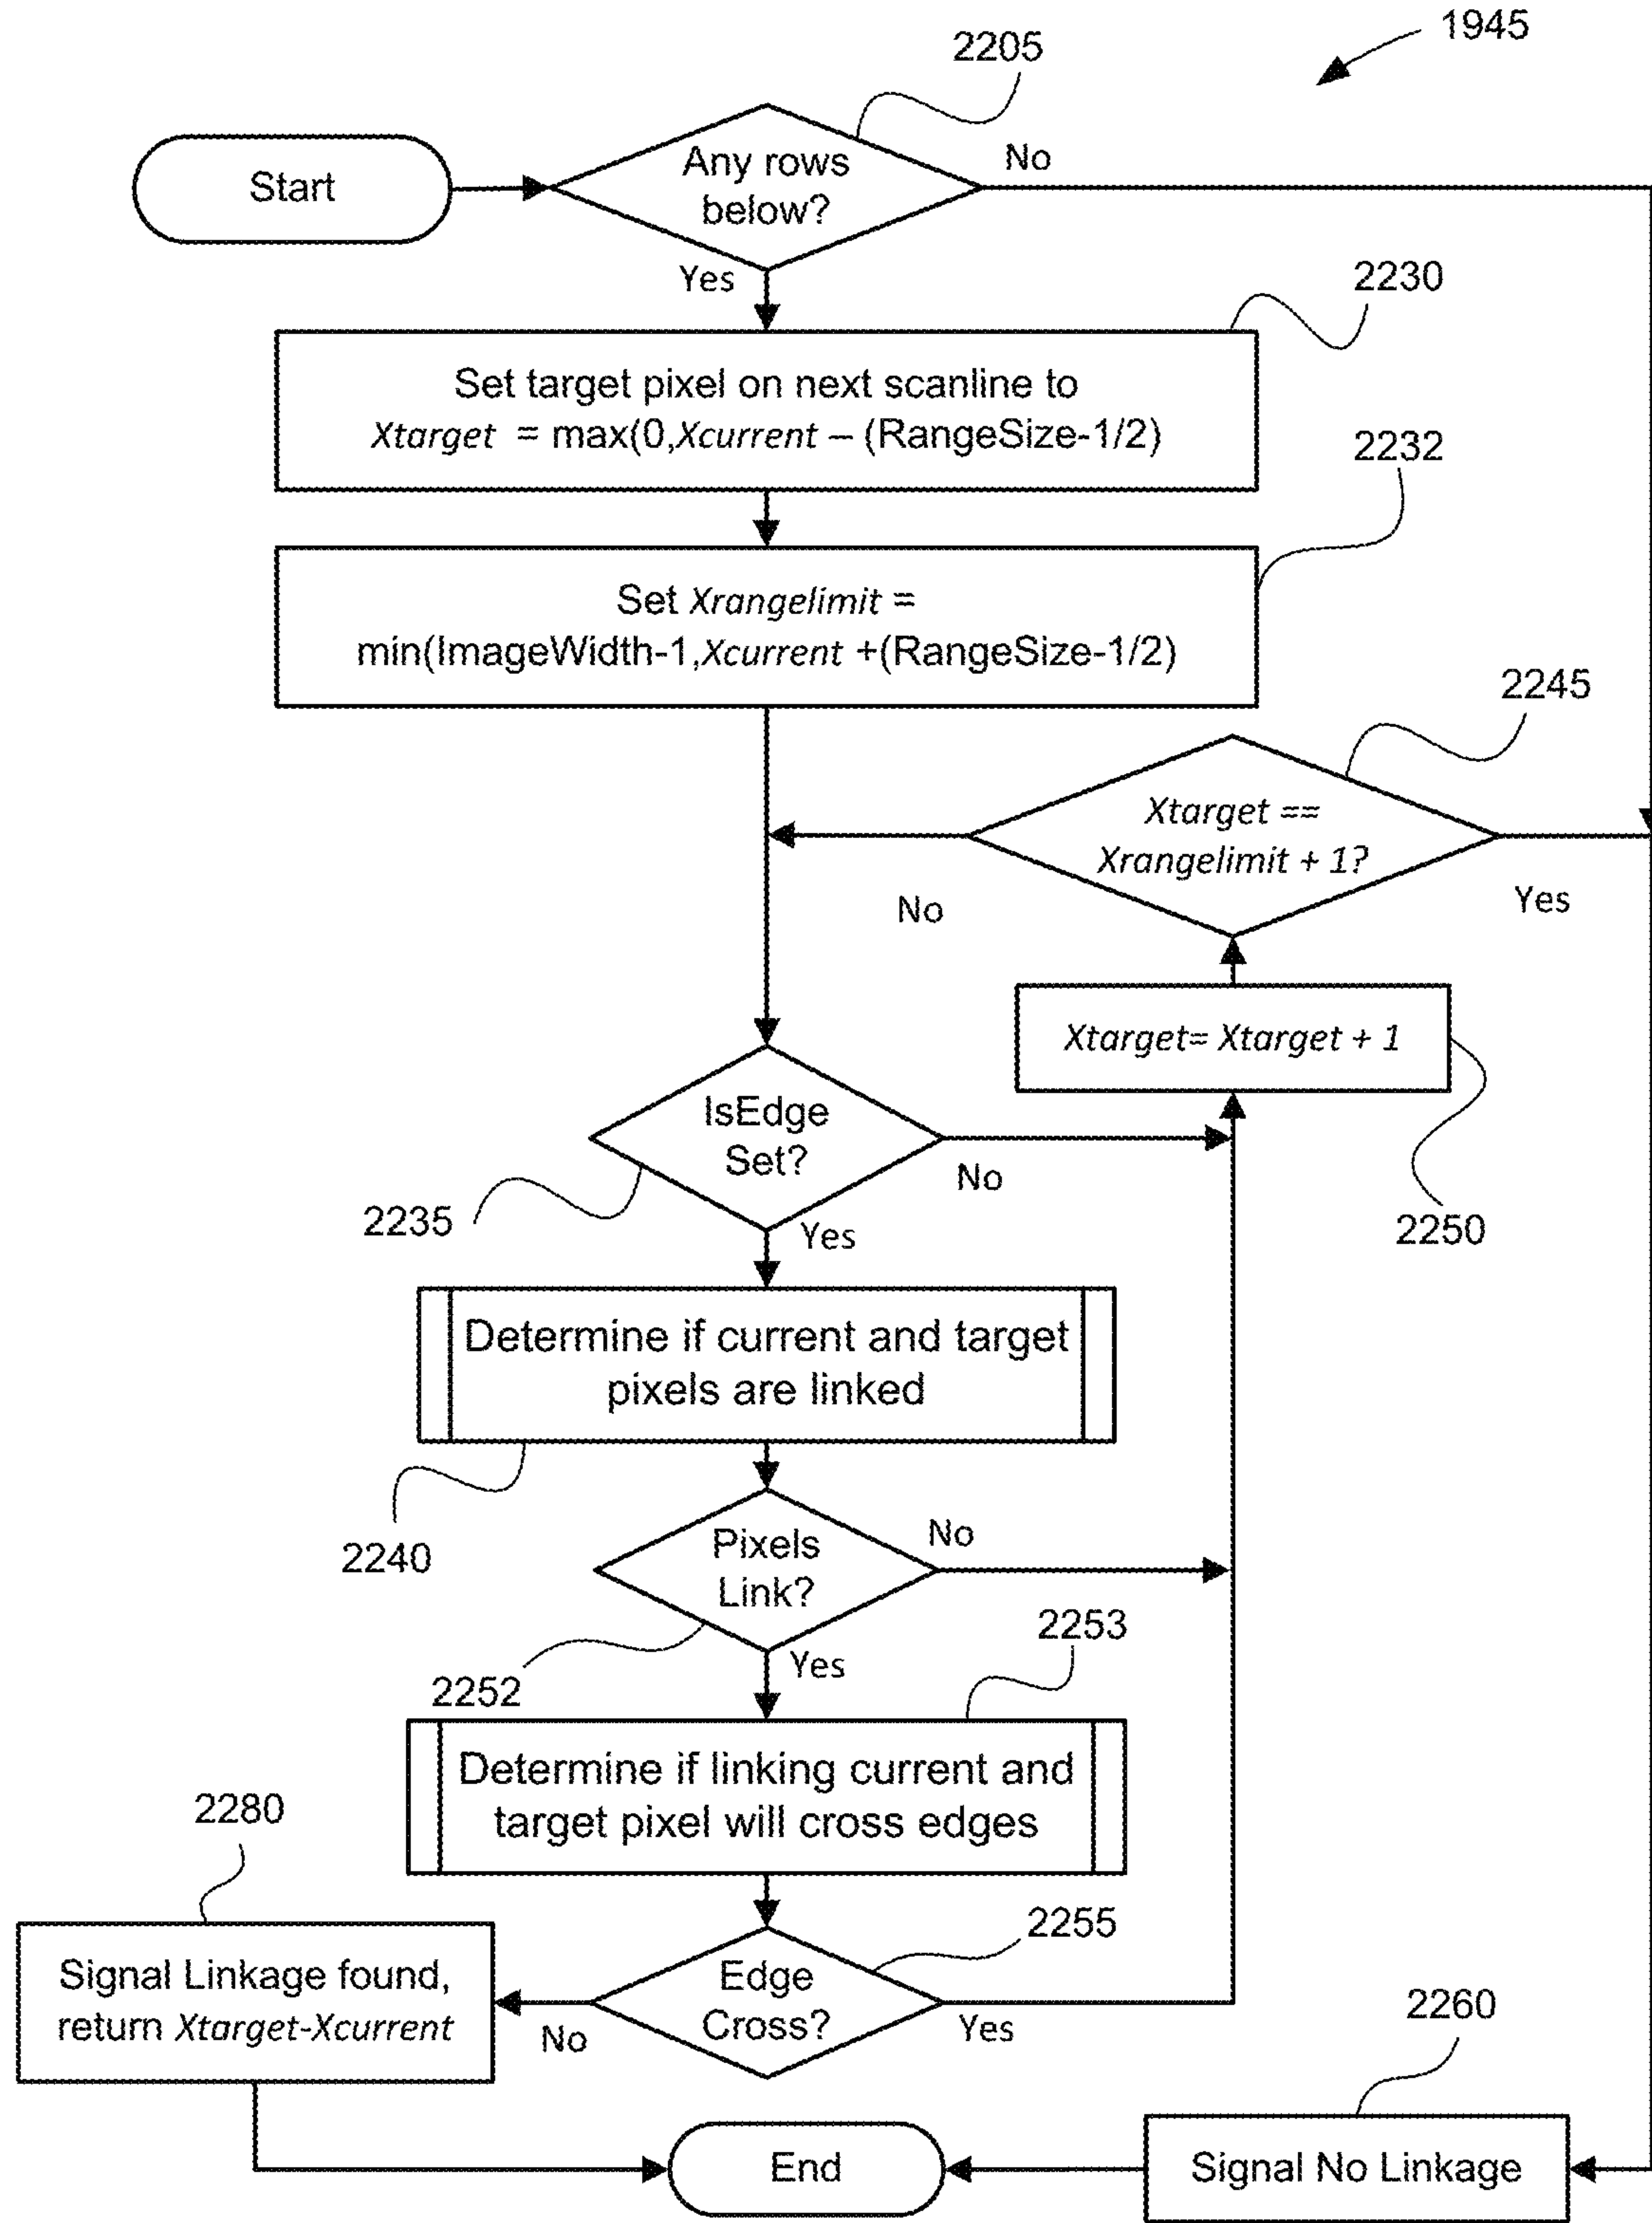 1945
2205
Start
Any rows
below?
No
Yes
2230
Set target pixel on next scanline to
Xtarget = max(0,Xcurrent – (RangeSize-1/2)
2232
Set Xrangelimit =
min(ImageWidth-1,Xcurrent +(RangeSize-1/2)
2245
Xtarget ==
Xrangelimit + 1?
No
Yes
Xtarget= Xtarget + 1
2250
IsEdge
Set?
No
2235
Yes
Determine if current and target
pixels are linked
2240
Pixels
Link?
No
2252
Yes
2253
Determine if linking current and
target pixel will cross edges
2280
Signal Linkage found,
return Xtarget-Xcurrent
2255
Edge
Cross?
No
Yes
2260
End
Signal No Linkage